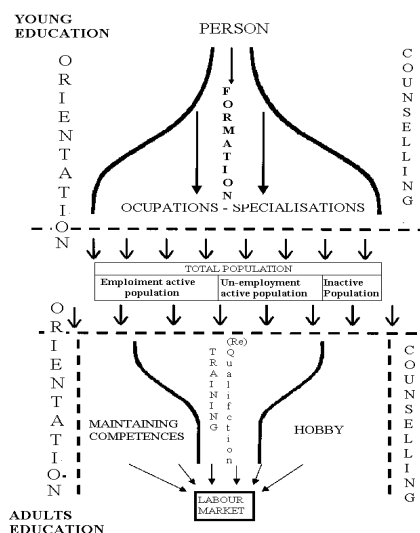 YOUNG
EDUCATION
PERSON
ORIENTATION
FORMATION
COUNSELLING
OCUPATIONS - SPECIALISATIONS
TOTAL POPULATION
Emploiment active
population
Un-employment
active population
Inactive
Population
ORIENTATION
TRAINING
(Re)
Qualifction
COUNSELLING
MAINTAINING
COMPETENCES
HOBBY
LABOUR
MARKET
ADULTS
EDUCATION